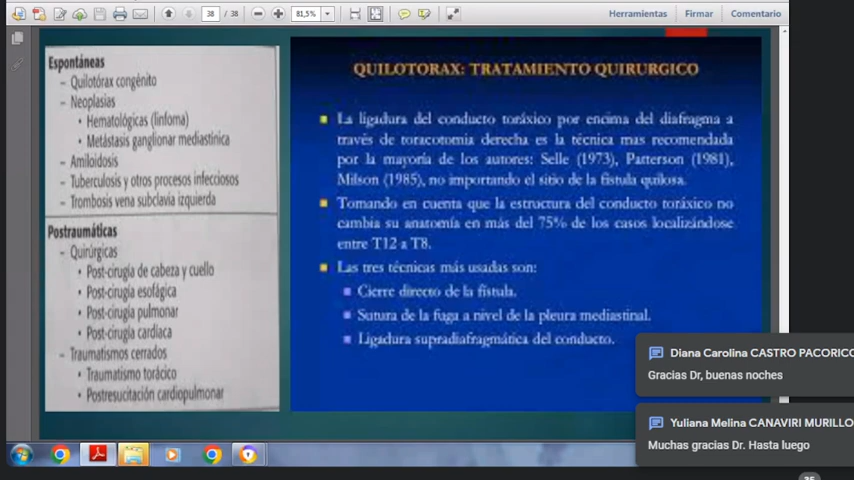 38 / 38
81,5%
Herramientas
Firmar
Comentario
Espontáneas
– Quilotórax congénito
– Neoplasias
• Hematológicas (linfoma)
• Metástasis ganglionar mediastínica
– Amiloidosis
– Tuberculosis y otros procesos infecciosos
– Trombosis vena subclavia izquierda
Postraumáticas
– Quirúrgicas
• Post-cirugía de cabeza y cuello
• Post-cirugía esofágica
• Post-cirugía pulmonar
• Post-cirugía cardíaca
– Traumatismos cerrados
• Traumatismo torácico
• Postresucitación cardiopulmonar
QUILOTORAX: TRATAMIENTO QUIRURGICO
La ligadura del conducto toráxico por encima del diafragma a
través de toracotomia derecha es la técnica mas recomendada
por la mayoría de los autores: Selle (1973), Patterson (1981),
Milson (1985), no importando el sitio de la fístula quilosa.
Tomando en cuenta que la estructura del conducto toráxico no
cambia su anatomía en más del 75% de los casos localizándose
entre T12 a T8.
Las tres técnicas más usadas son:
Cierre directo de la fístula.
Sutura de la fuga a nivel de la pleura mediastinal.
Ligadura supradiafragmática del conducto.
Diana Carolina CASTRO PACORICO
Gracias Dr, buenas noches
Yuliana Melina CANAVIRI MURILLO
Muchas gracias Dr. Hasta luego